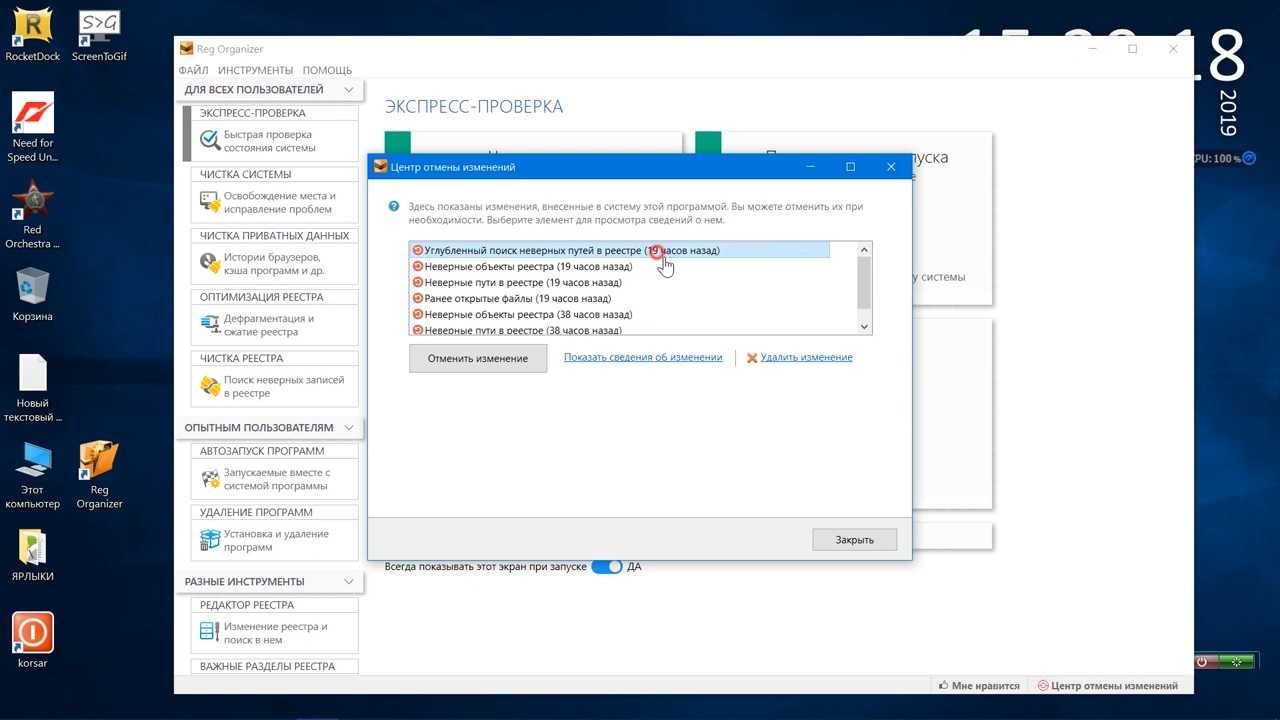 RocketDock
ScreenToGif
S>G
Need for
Speed Un...
Red
Orchestra ...
Корзина
Новый
текстовый ...
Этот
компьютер
Reg
Organizer
ЯРЛЫКИ
korsar
Reg Organizer
ФАЙЛ ИНСТРУМЕНТЫ ПОМОЩЬ
ДЛЯ ВСЕХ ПОЛЬЗОВАТЕЛЕЙ
ЭКСПРЕСС-ПРОВЕРКА
Быстрая проверка
состояния системы
ЧИСТКА СИСТЕМЫ
Освобождение места и
исправление проблем
ЧИСТКА ПРИВАТНЫХ ДАННЫХ
Истории браузеров,
кэша программ и др.
ОПТИМИЗАЦИЯ РЕЕСТРА
Дефрагментация и
сжатие реестра
ЧИСТКА РЕЕСТРА
Поиск неверных записей
в реестре
ОПЫТНЫМ ПОЛЬЗОВАТЕЛЯМ
АВТОЗАПУСК ПРОГРАММ
Запускаемые вместе с
системой программы
УДАЛЕНИЕ ПРОГРАММ
Установка и удаление
программ
РАЗНЫЕ ИНСТРУМЕНТЫ
РЕДАКТОР РЕЕСТРА
Изменение реестра и
поиск в нем
ВАЖНЫЕ РАЗДЕЛЫ РЕЕСТРА
ЭКСПРЕСС-ПРОВЕРКА
уска
у системы
Центр отмены изменений
Здесь показаны изменения, внесенные в систему этой программой. Вы можете отменить их при
необходимости. Выберите элемент для просмотра сведений о нем.
Углубленный поиск неверных путей в реестре (19 часов назад)
Неверные объекты реестра (19 часов назад)
Неверные пути в реестре (19 часов назад)
Ранее открытые файлы (19 часов назад)
Неверные объекты реестра (38 часов назад)
Неверные пути в реестре (38 часов назад)
Отменить изменение
Показать сведения об изменении
Удалить изменение
Закрыть
Всегда показывать этот экран при запуске ДА
Мне нравится
Центр отмены изменений
18
2019
PU: 100 %